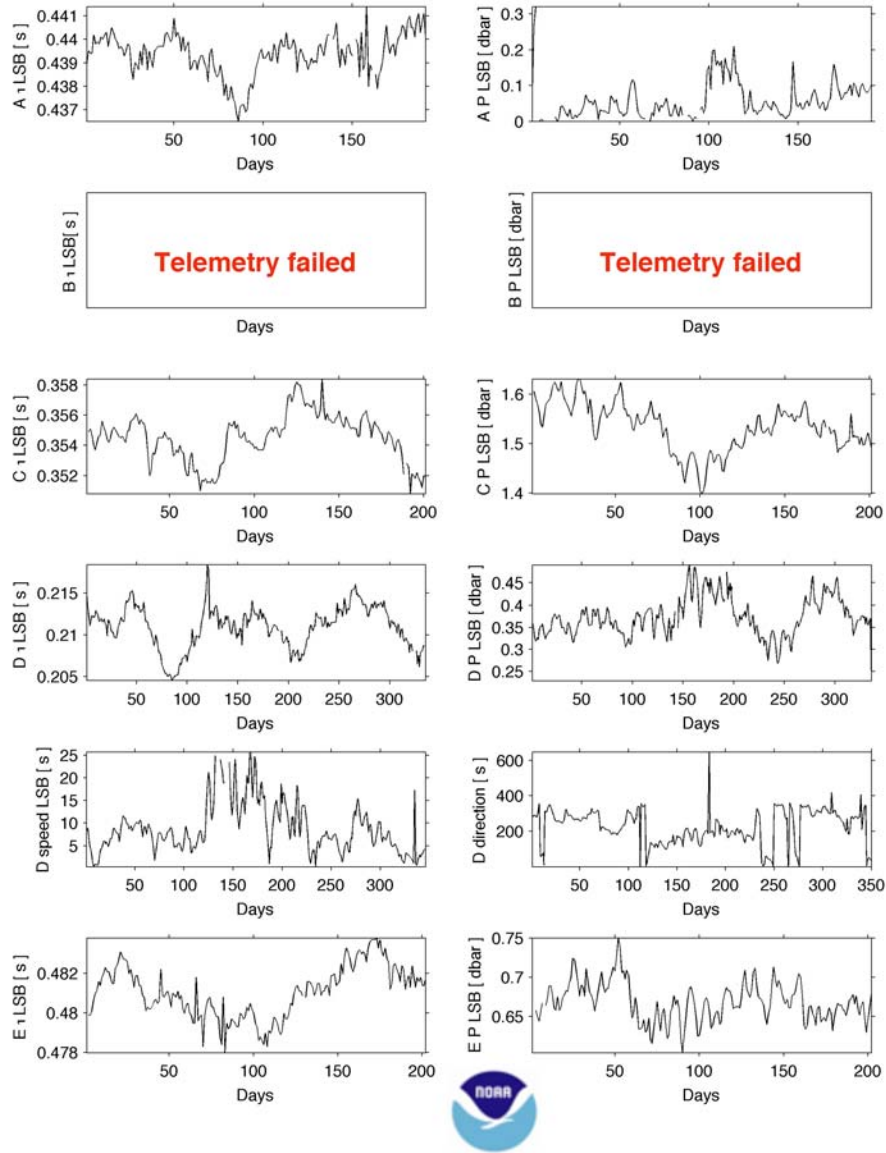 A τ LSB [ s ]
0.441
0.44
0.439
0.438
0.437
50 100 150
Days
A P LSB [ dbar ]
0.3
0.2
0.1
0
50 100 150
Days
B τ LSB[ s ]
Telemetry failed
Days
B P LSB [ dbar ]
Telemetry failed
Days
C τ LSB [ s ]
0.358
0.356
0.354
0.352
50 100 150 200
Days
C P LSB [ dbar ]
1.6
1.5
1.4
50 100 150 200
Days
D τ LSB [ s ]
0.215
0.21
0.205
50 100 150 200 250 300
Days
D P LSB [ dbar ]
0.45
0.4
0.35
0.3
0.25
50 100 150 200 250 300
Days
D speed LSB [ s ]
25
20
15
10
5
50 100 150 200 250 300
Days
D direction [ s ]
600
400
200
50 100 150 200 250 300 350
Days
E τ LSB [ s ]
0.482
0.48
0.478
50 100 150 200
Days
E P LSB [ dbar ]
0.75
0.7
0.65
50 100 150 200
Days
NOAA